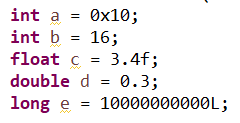 int a = 0x10;
int b = 16;
float c = 3.4f;
double d = 0.3;
long e = 10000000000L;